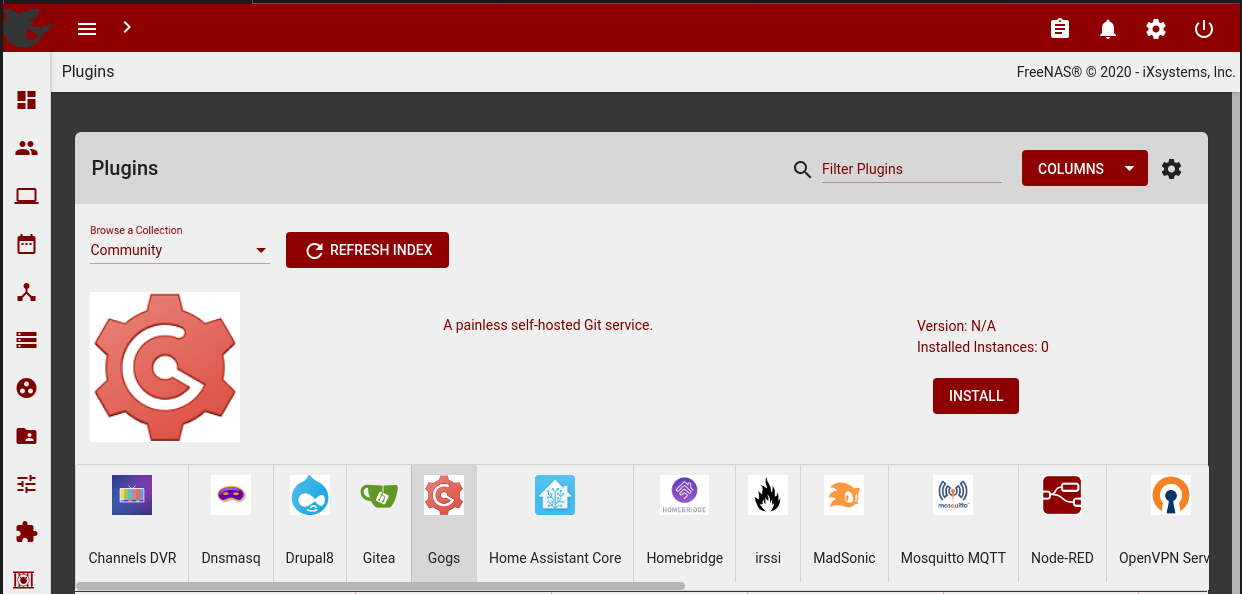 Plugins
FreeNAS® © 2020 - iXsystems, Inc.
Plugins
Filter Plugins
COLUMNS
Browse a Collection
Community
REFRESH INDEX
A painless self-hosted Git service.
Version: N/A
Installed Instances: 0
INSTALL
HOMEBRIDGE
mosquitto
Channels DVR
Dnsmasq
Drupal8
Gitea
Gogs
Home Assistant Core
Homebridge
irssi
MadSonic
Mosquitto MQTT
Node-RED
OpenVPN Serv